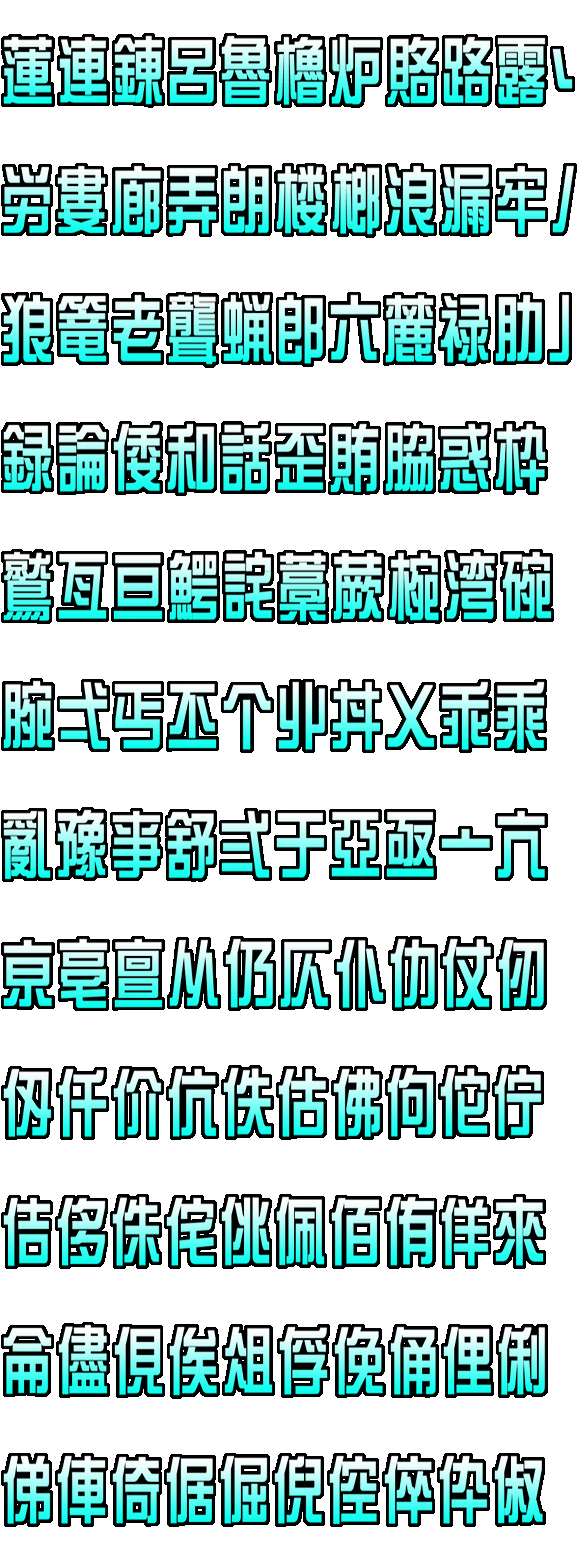 蓮連錬呂魯櫓炉賂路露丶
労婁廊弄朗楼榔浪漏牢丿
狼篭老聾蝋郎六麓禄肋亅
録論倭和話歪賄脇惑枠
鷲亙亘鰐詫藁蕨椀湾碗
腕弌丐丕个丱丼乂乖乘
亂豫亊舒弍于亞亟亠亢
亰亳亶从仍仄仆仂仗仞
仭仟价伉佚估佛佝佗佇
佶侈侏侘佻佩佰侑佯來
侖儘俔俟俎俘俛俑俚俐
俤俥倚倨倔倪倥倅伜俶